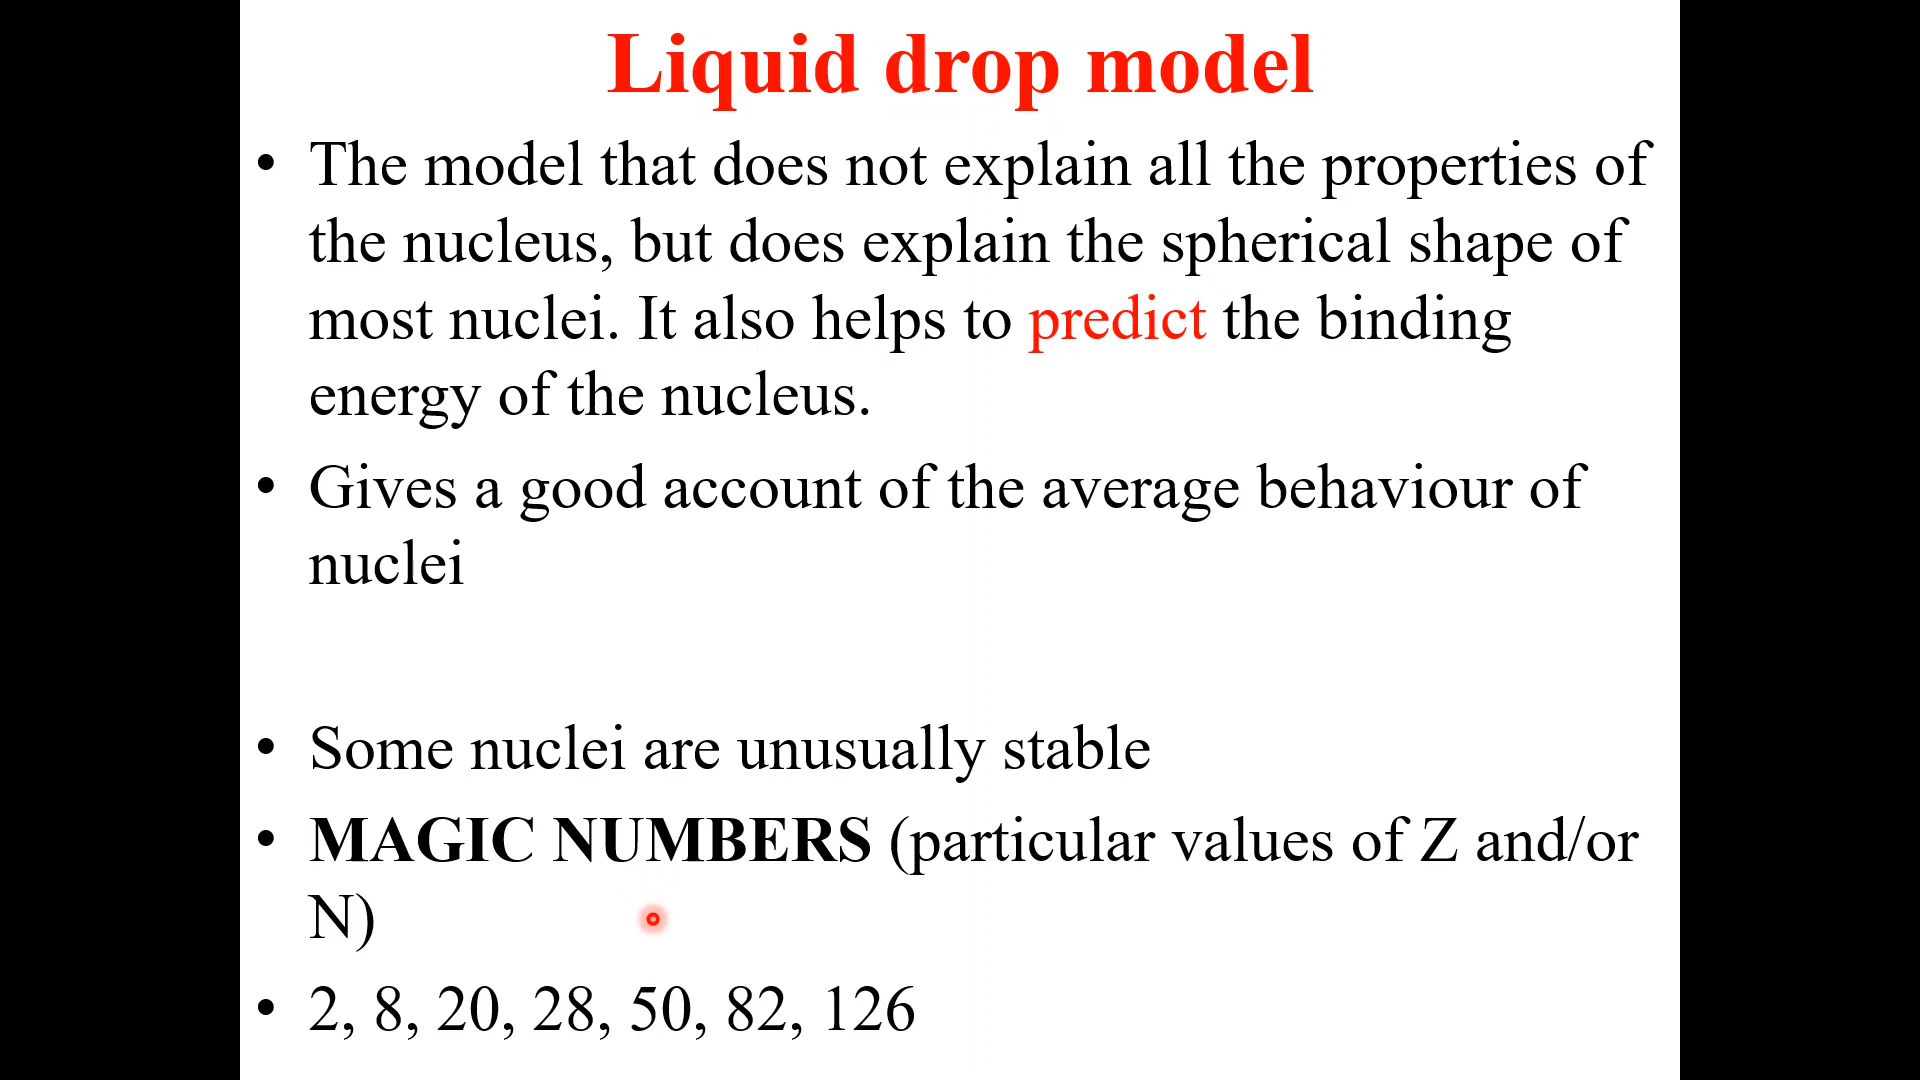 Liquid drop model
• The model that does not explain all the properties of
the nucleus, but does explain the spherical shape of
most nuclei. It also helps to predict the binding
energy of the nucleus.
• Gives a good account of the average behaviour of
nuclei
• Some nuclei are unusually stable
• MAGIC NUMBERS (particular values of Z and/or
N)
• 2, 8, 20, 28, 50, 82, 126